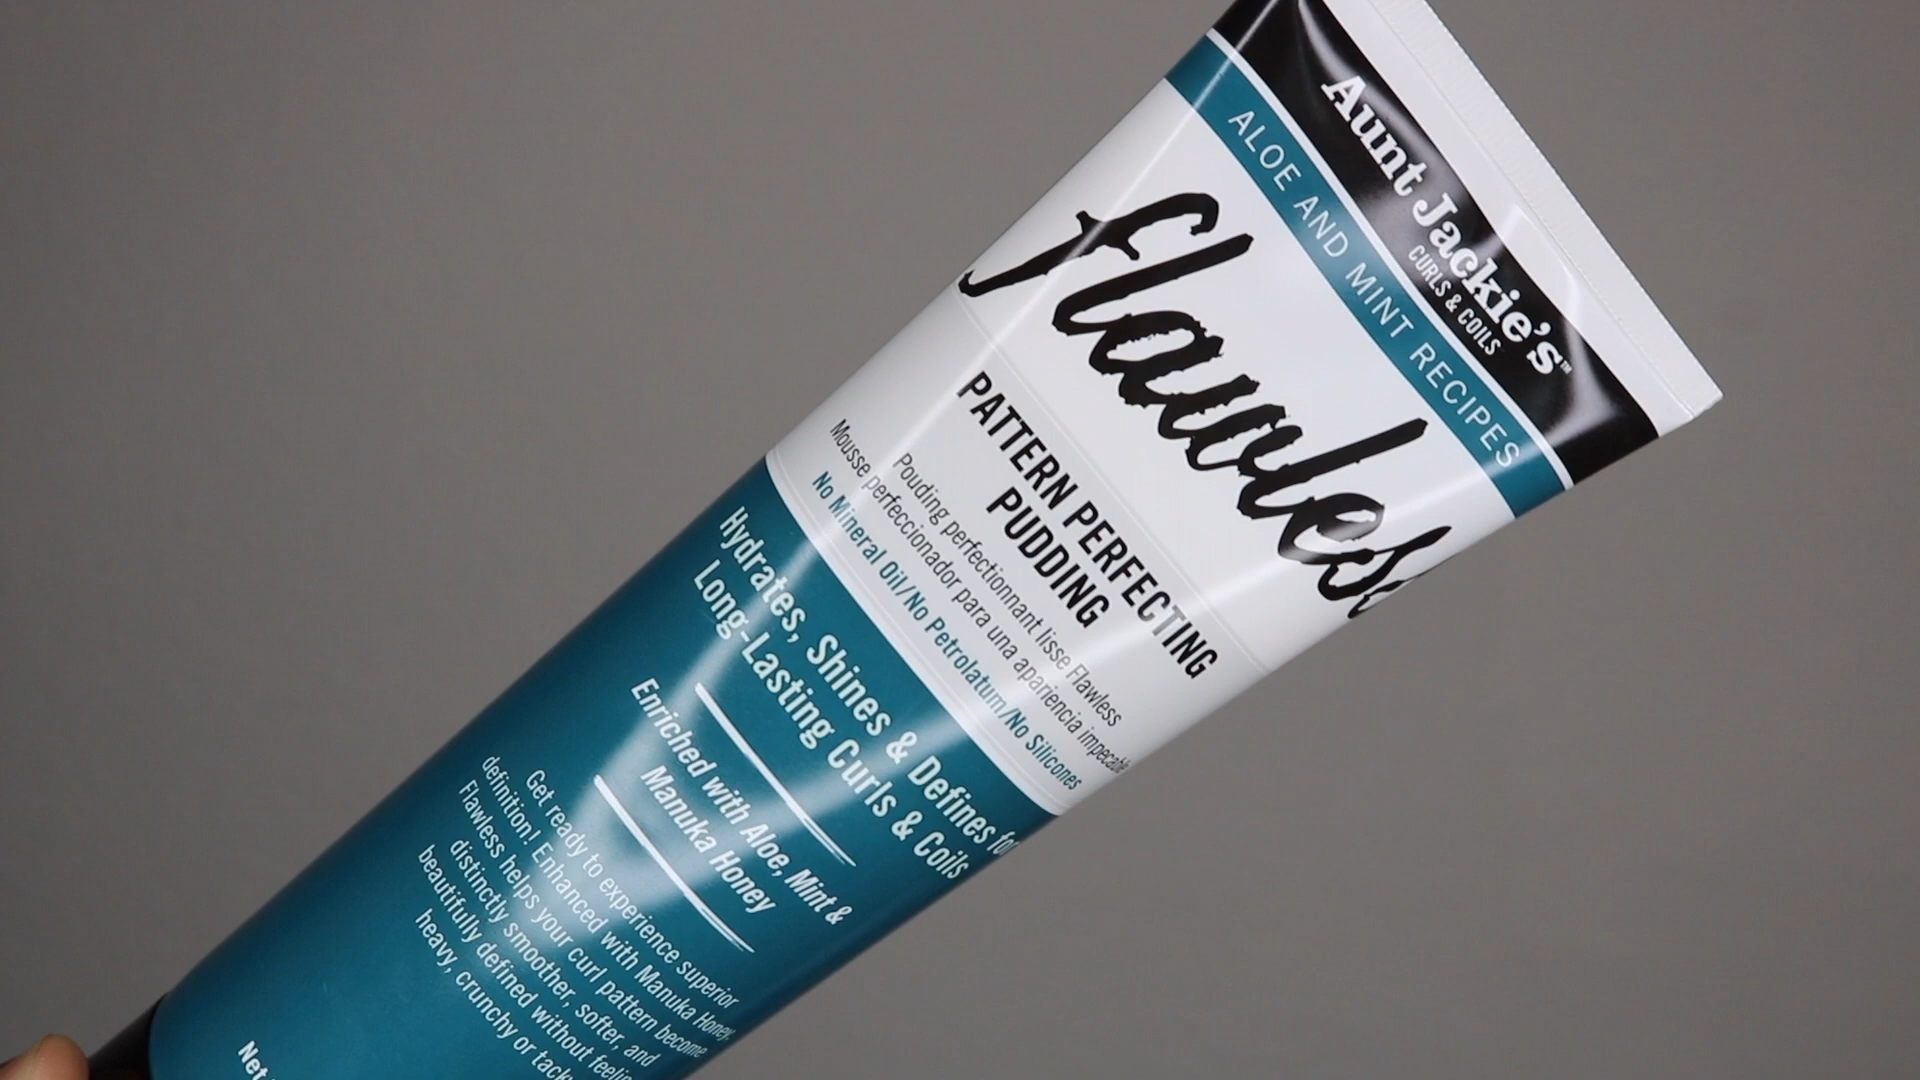 Aunt Jackie's™
CURLS & COILS
ALOE AND MINT RECIPES
flawless
PATTERN PERFECTING
PUDDING
Pouding perfectionnant lisse Flawless
Mousse perfeccionador para una apariencia
No Mineral Oil/No Petrolatum/No Silicones
Hydrates, Shines & Defines for
Long-Lasting Curls & Coils
Enriched with Aloe, Mint &
Manuka Honey
Get ready to experience superior
definition! Enhanced with Manuka Honey,
Flawless helps your curl pattern become
distinctly smoother, softer, and
beautifully defined without
heavy, crunchy or
Net